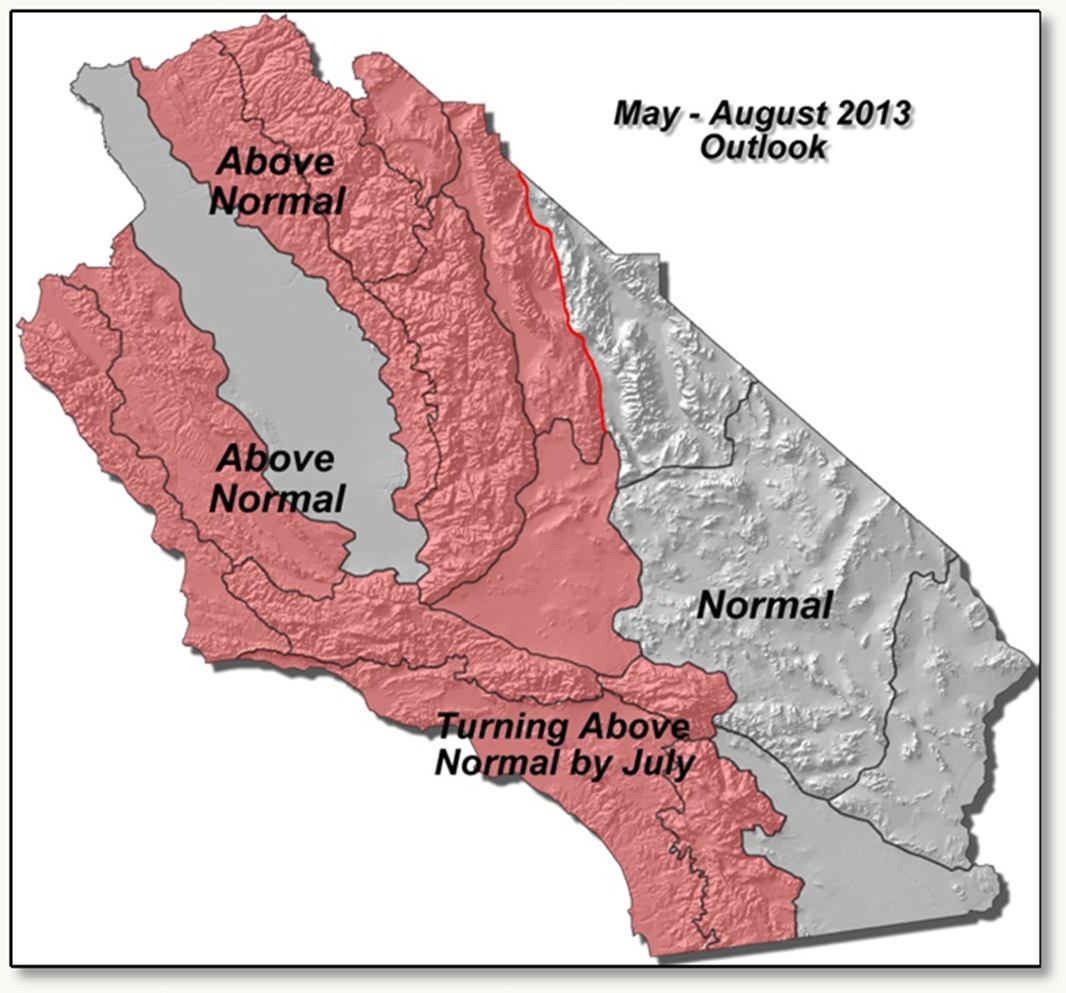 May - August 2013
Outlook
Above
Normal
Above
Normal
Normal
Turning Above
Normal by July